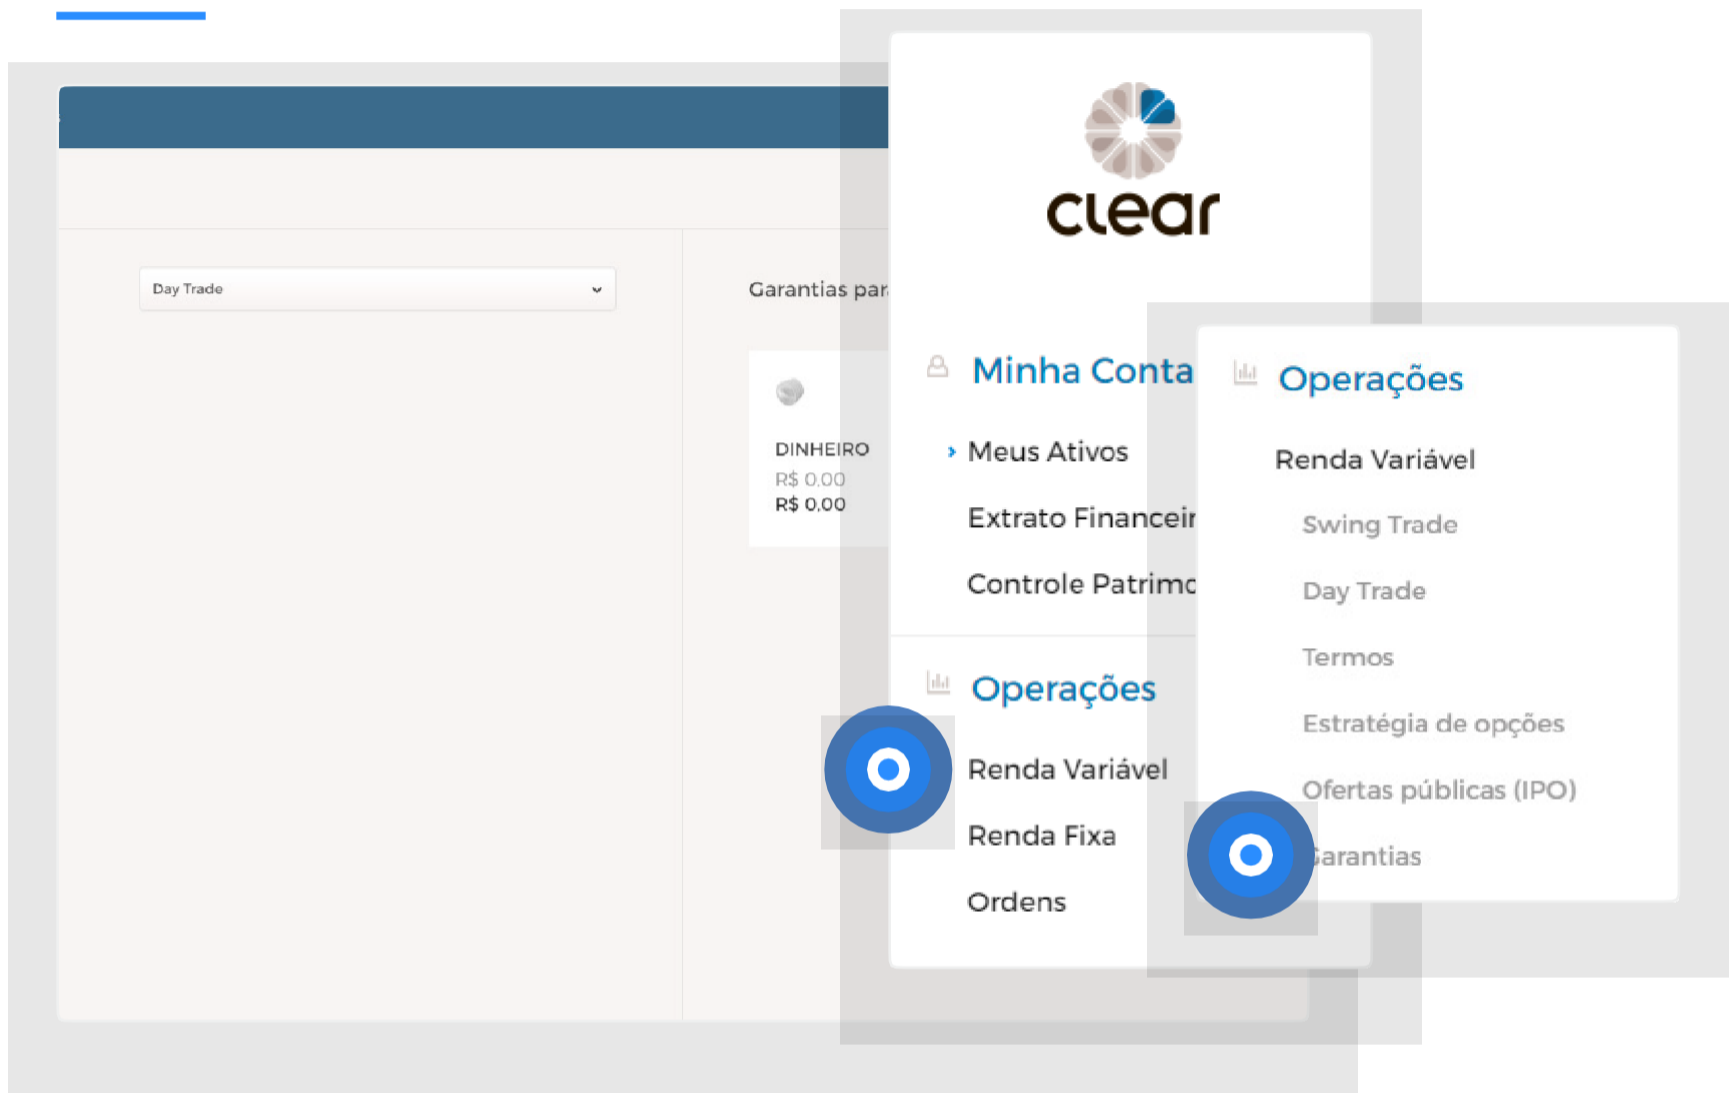 Day Trade
Garantias par
DINHEIRO
R$ 0,00
R$ 0,00
clear
Minha Conta
Meus Ativos
Extrato Financeir
Controle Patrimo
Operações
Renda Variável
Renda Fixa
Ordens
Operações
Renda Variável
Swing Trade
Day Trade
Termos
Estratégia de opções
Ofertas públicas (IPO)
arantias